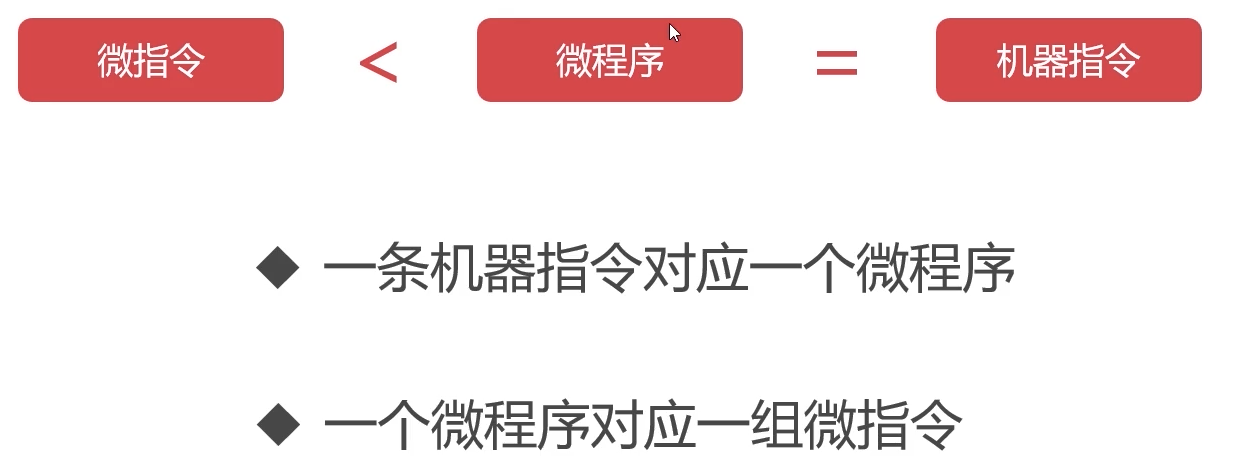 微指令 < 微程序 = 机器指令
◆ 一条机器指令对应一个微程序
◆ 一个微程序对应一组微指令